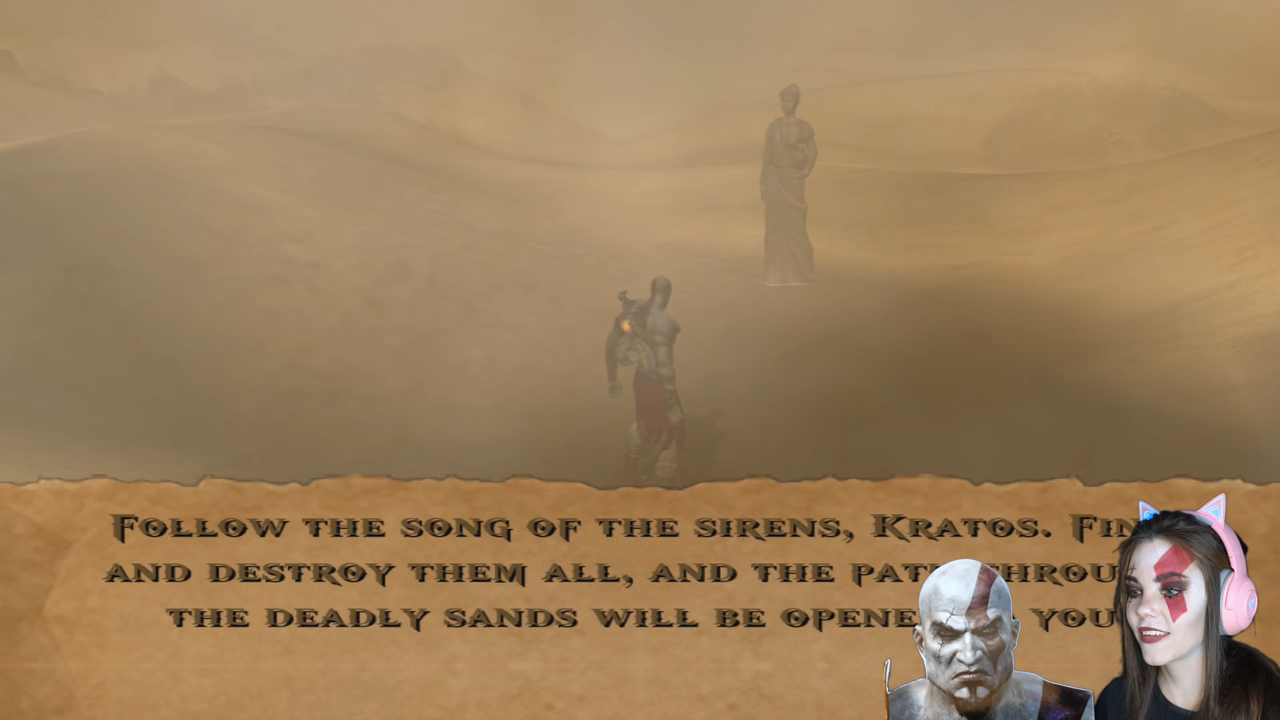 Follow the song of the sirens, Kratos. Fin
and destroy them all, and the path throu
the deadly sands will be opene you